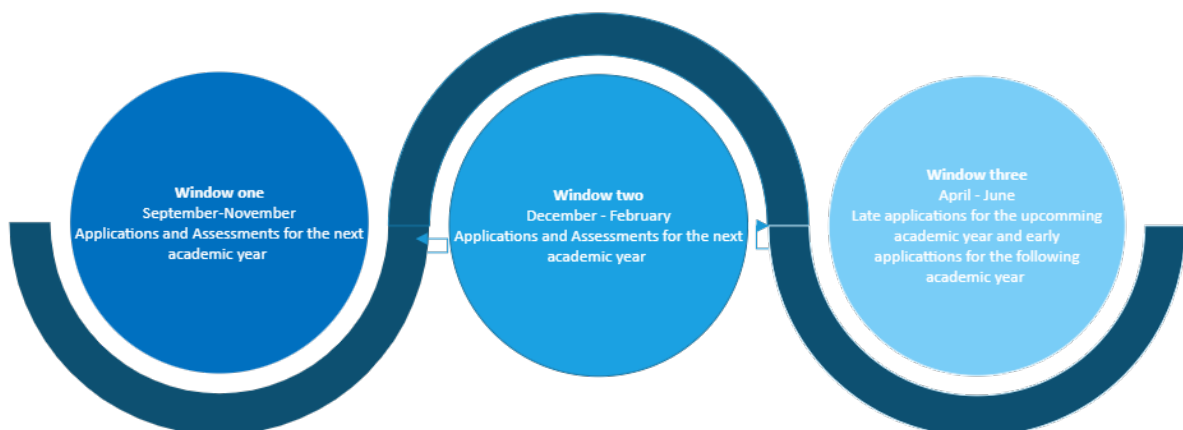 Window one
September-November
Applications and Assessments for the next
academic year
Window two
December - February
Applications and Assessments for the next
academic year
Window three
April - June
Late applications for the upcomming
academic year and early
applications for the following
academic year